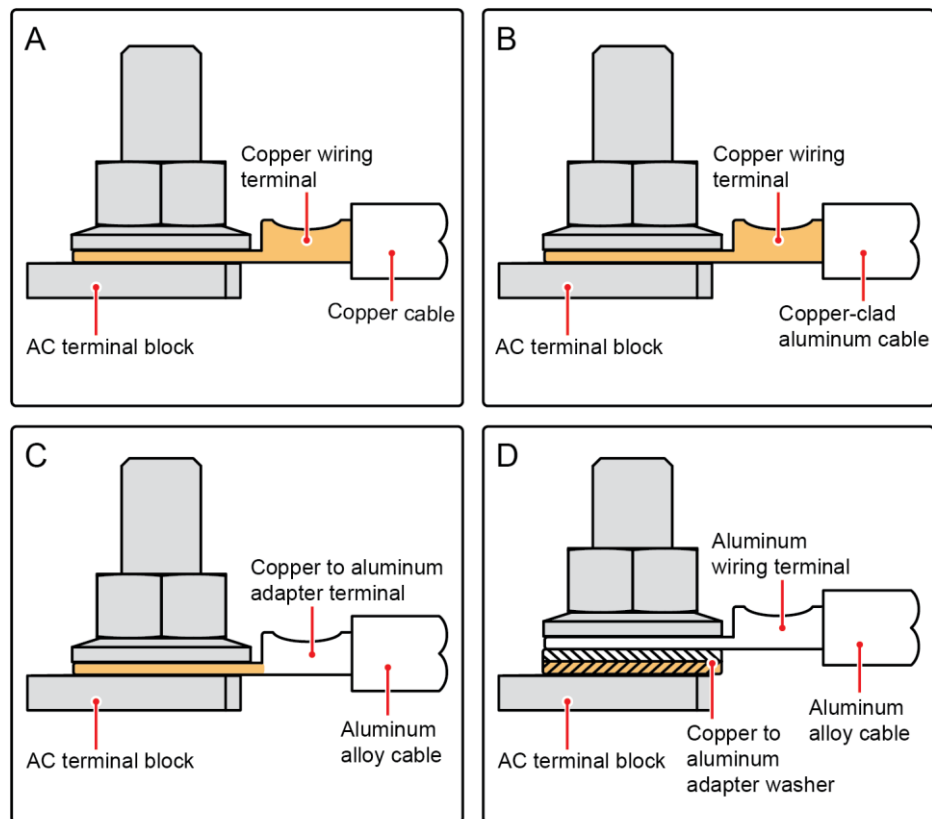 A
Copper wiring
terminal
Copper cable
AC terminal block
B
Copper wiring
terminal
Copper-clad
aluminum cable
AC terminal block
C
Copper to aluminum
adapter terminal
Aluminum
alloy cable
AC terminal block
D
Aluminum
wiring terminal
Aluminum
alloy cable
Copper to
aluminum
adapter washer
AC terminal block